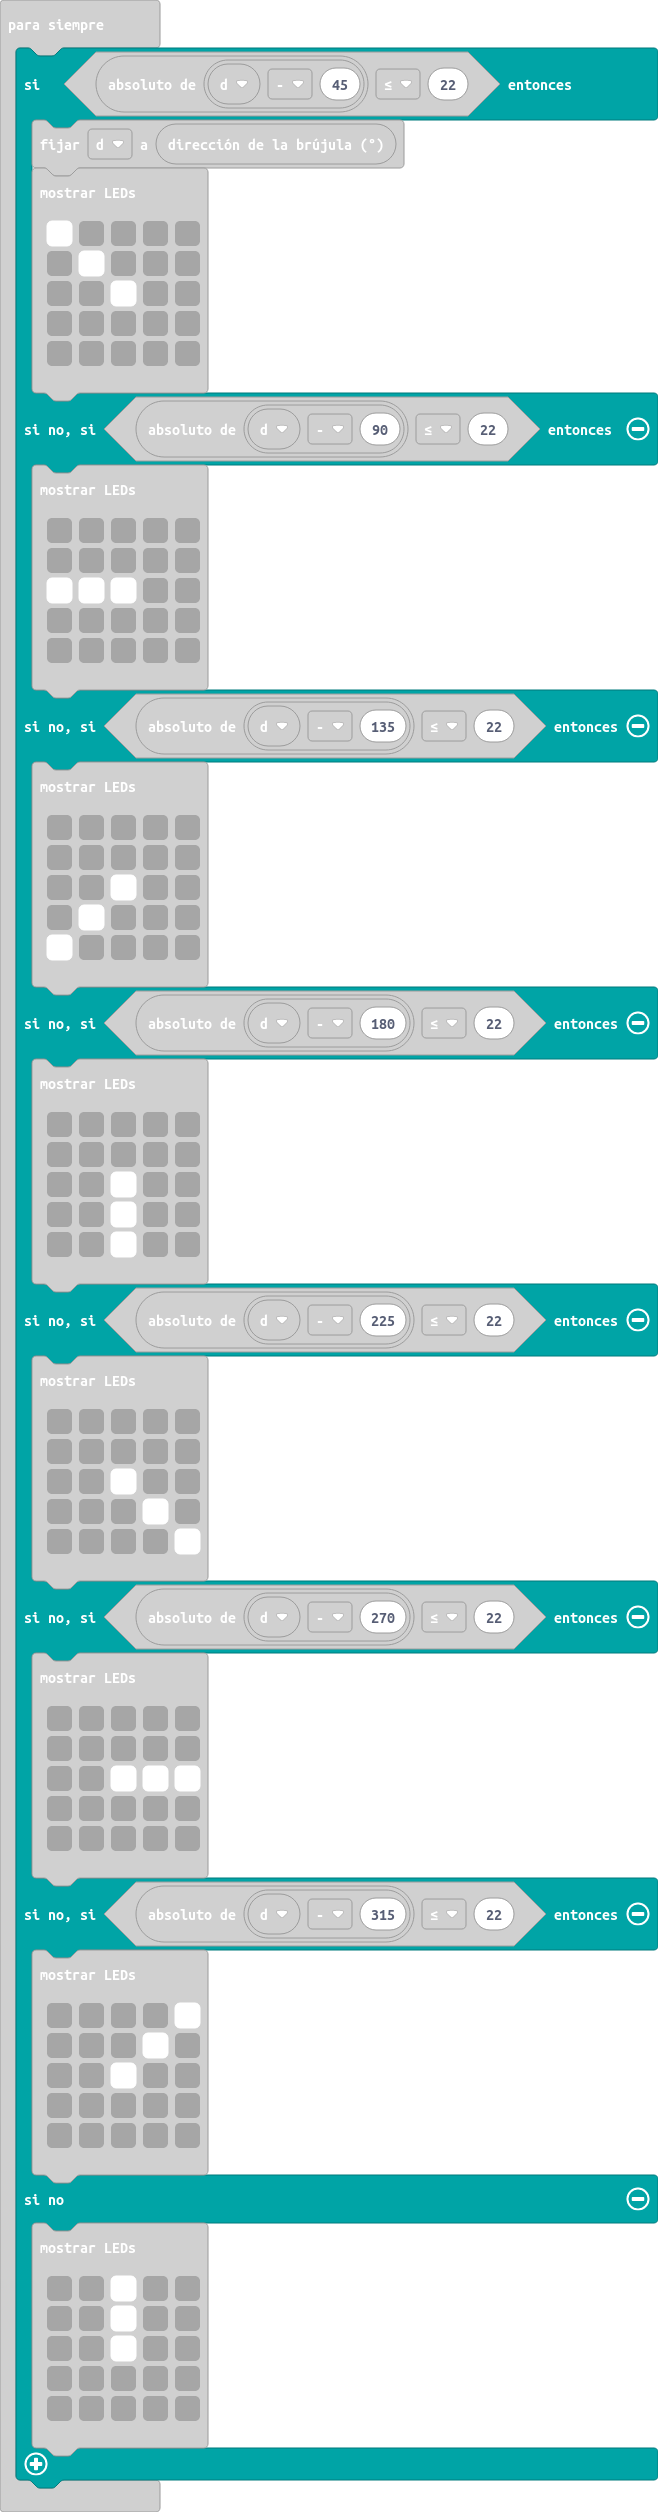 para siempre
si absoluto de d - 45 ≤ 22 entonces
fijar d a dirección de la brújula (°)
mostrar LEDs
si no, si absoluto de d - 90 ≤ 22 entonces
mostrar LEDs
si no, si absoluto de d - 135 ≤ 22 entonces
mostrar LEDs
si no, si absoluto de d - 180 ≤ 22 entonces
mostrar LEDs
si no, si absoluto de d - 225 ≤ 22 entonces
mostrar LEDs
si no, si absoluto de d - 270 ≤ 22 entonces
mostrar LEDs
si no, si absoluto de d - 315 ≤ 22 entonces
mostrar LEDs
si no
mostrar LEDs